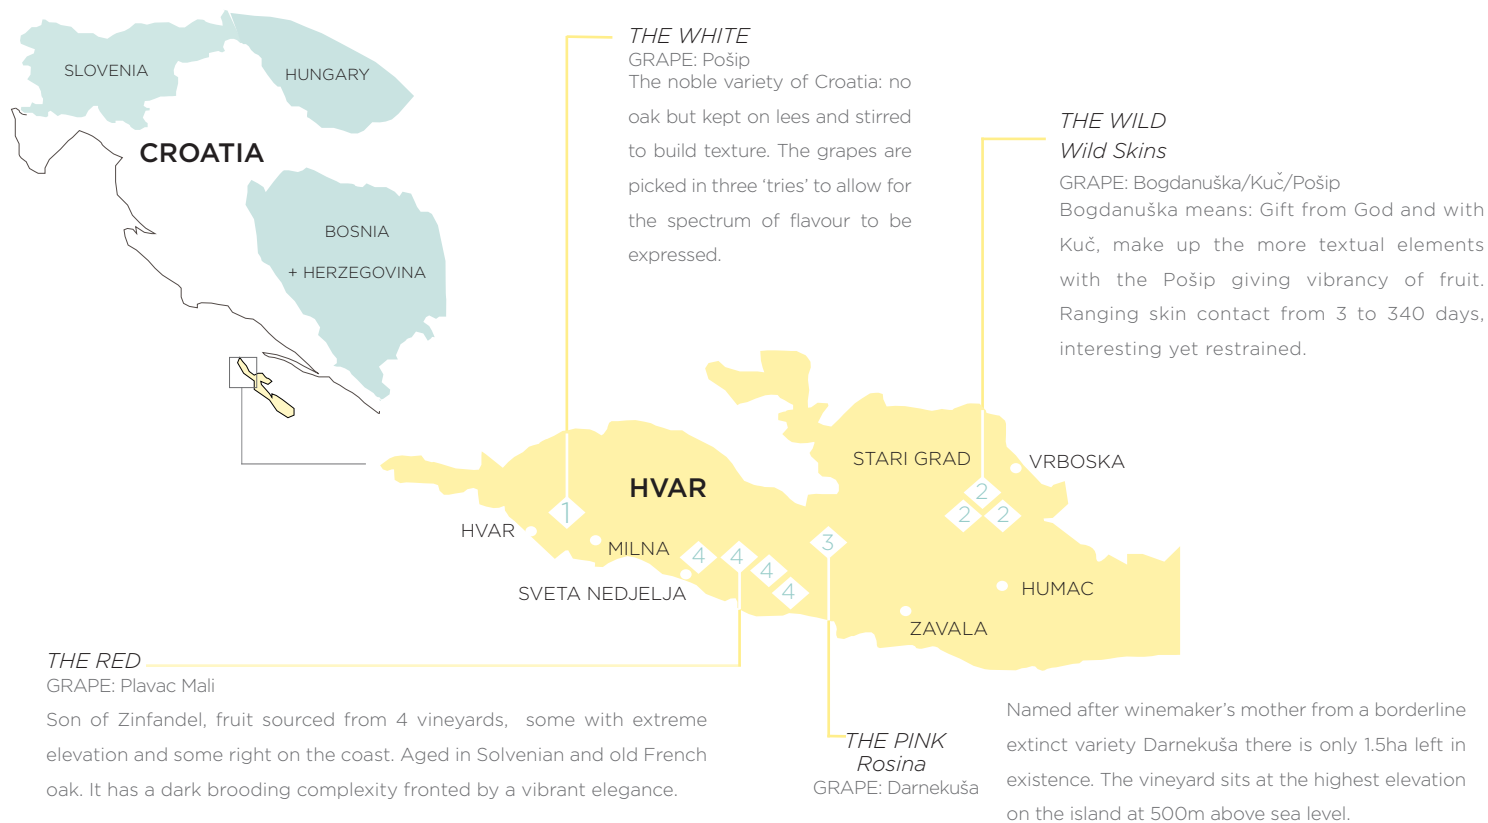 SLOVENIA
HUNGARY
CROATIA
BOSNIA
+ HERZEGOVINA
THE WHITE
GRAPE: Pošip
The noble variety of Croatia: no
oak but kept on lees and stirred
to build texture. The grapes are
picked in three ‘tries’ to allow for
the spectrum of flavour to be
expressed.
THE WILD
Wild Skins
GRAPE: Bogdanuška/Kuč/Pošip
Bogdanuška means: Gift from God and with
Kuč, make up the more textual elements
with the Pošip giving vibrancy of fruit.
Ranging skin contact from 3 to 340 days,
interesting yet restrained.
STARI GRAD
VRBOSKA
HVAR
2
2
2
1
HVAR
3
MILNA
4
4
4
4
SVETA NEDJELJA
HUMAC
ZAVALA
THE RED
GRAPE: Plavac Mali
Son of Zinfandel, fruit sourced from 4 vineyards, some with extreme
elevation and some right on the coast. Aged in Solvenian and old French
oak. It has a dark brooding complexity fronted by a vibrant elegance.
THE PINK
Rosina
GRAPE: Darnekuša
Named after winemaker’s mother from a borderline
extinct variety Darnekuša there is only 1.5ha left in
existence. The vineyard sits at the highest elevation
on the island at 500m above sea level.